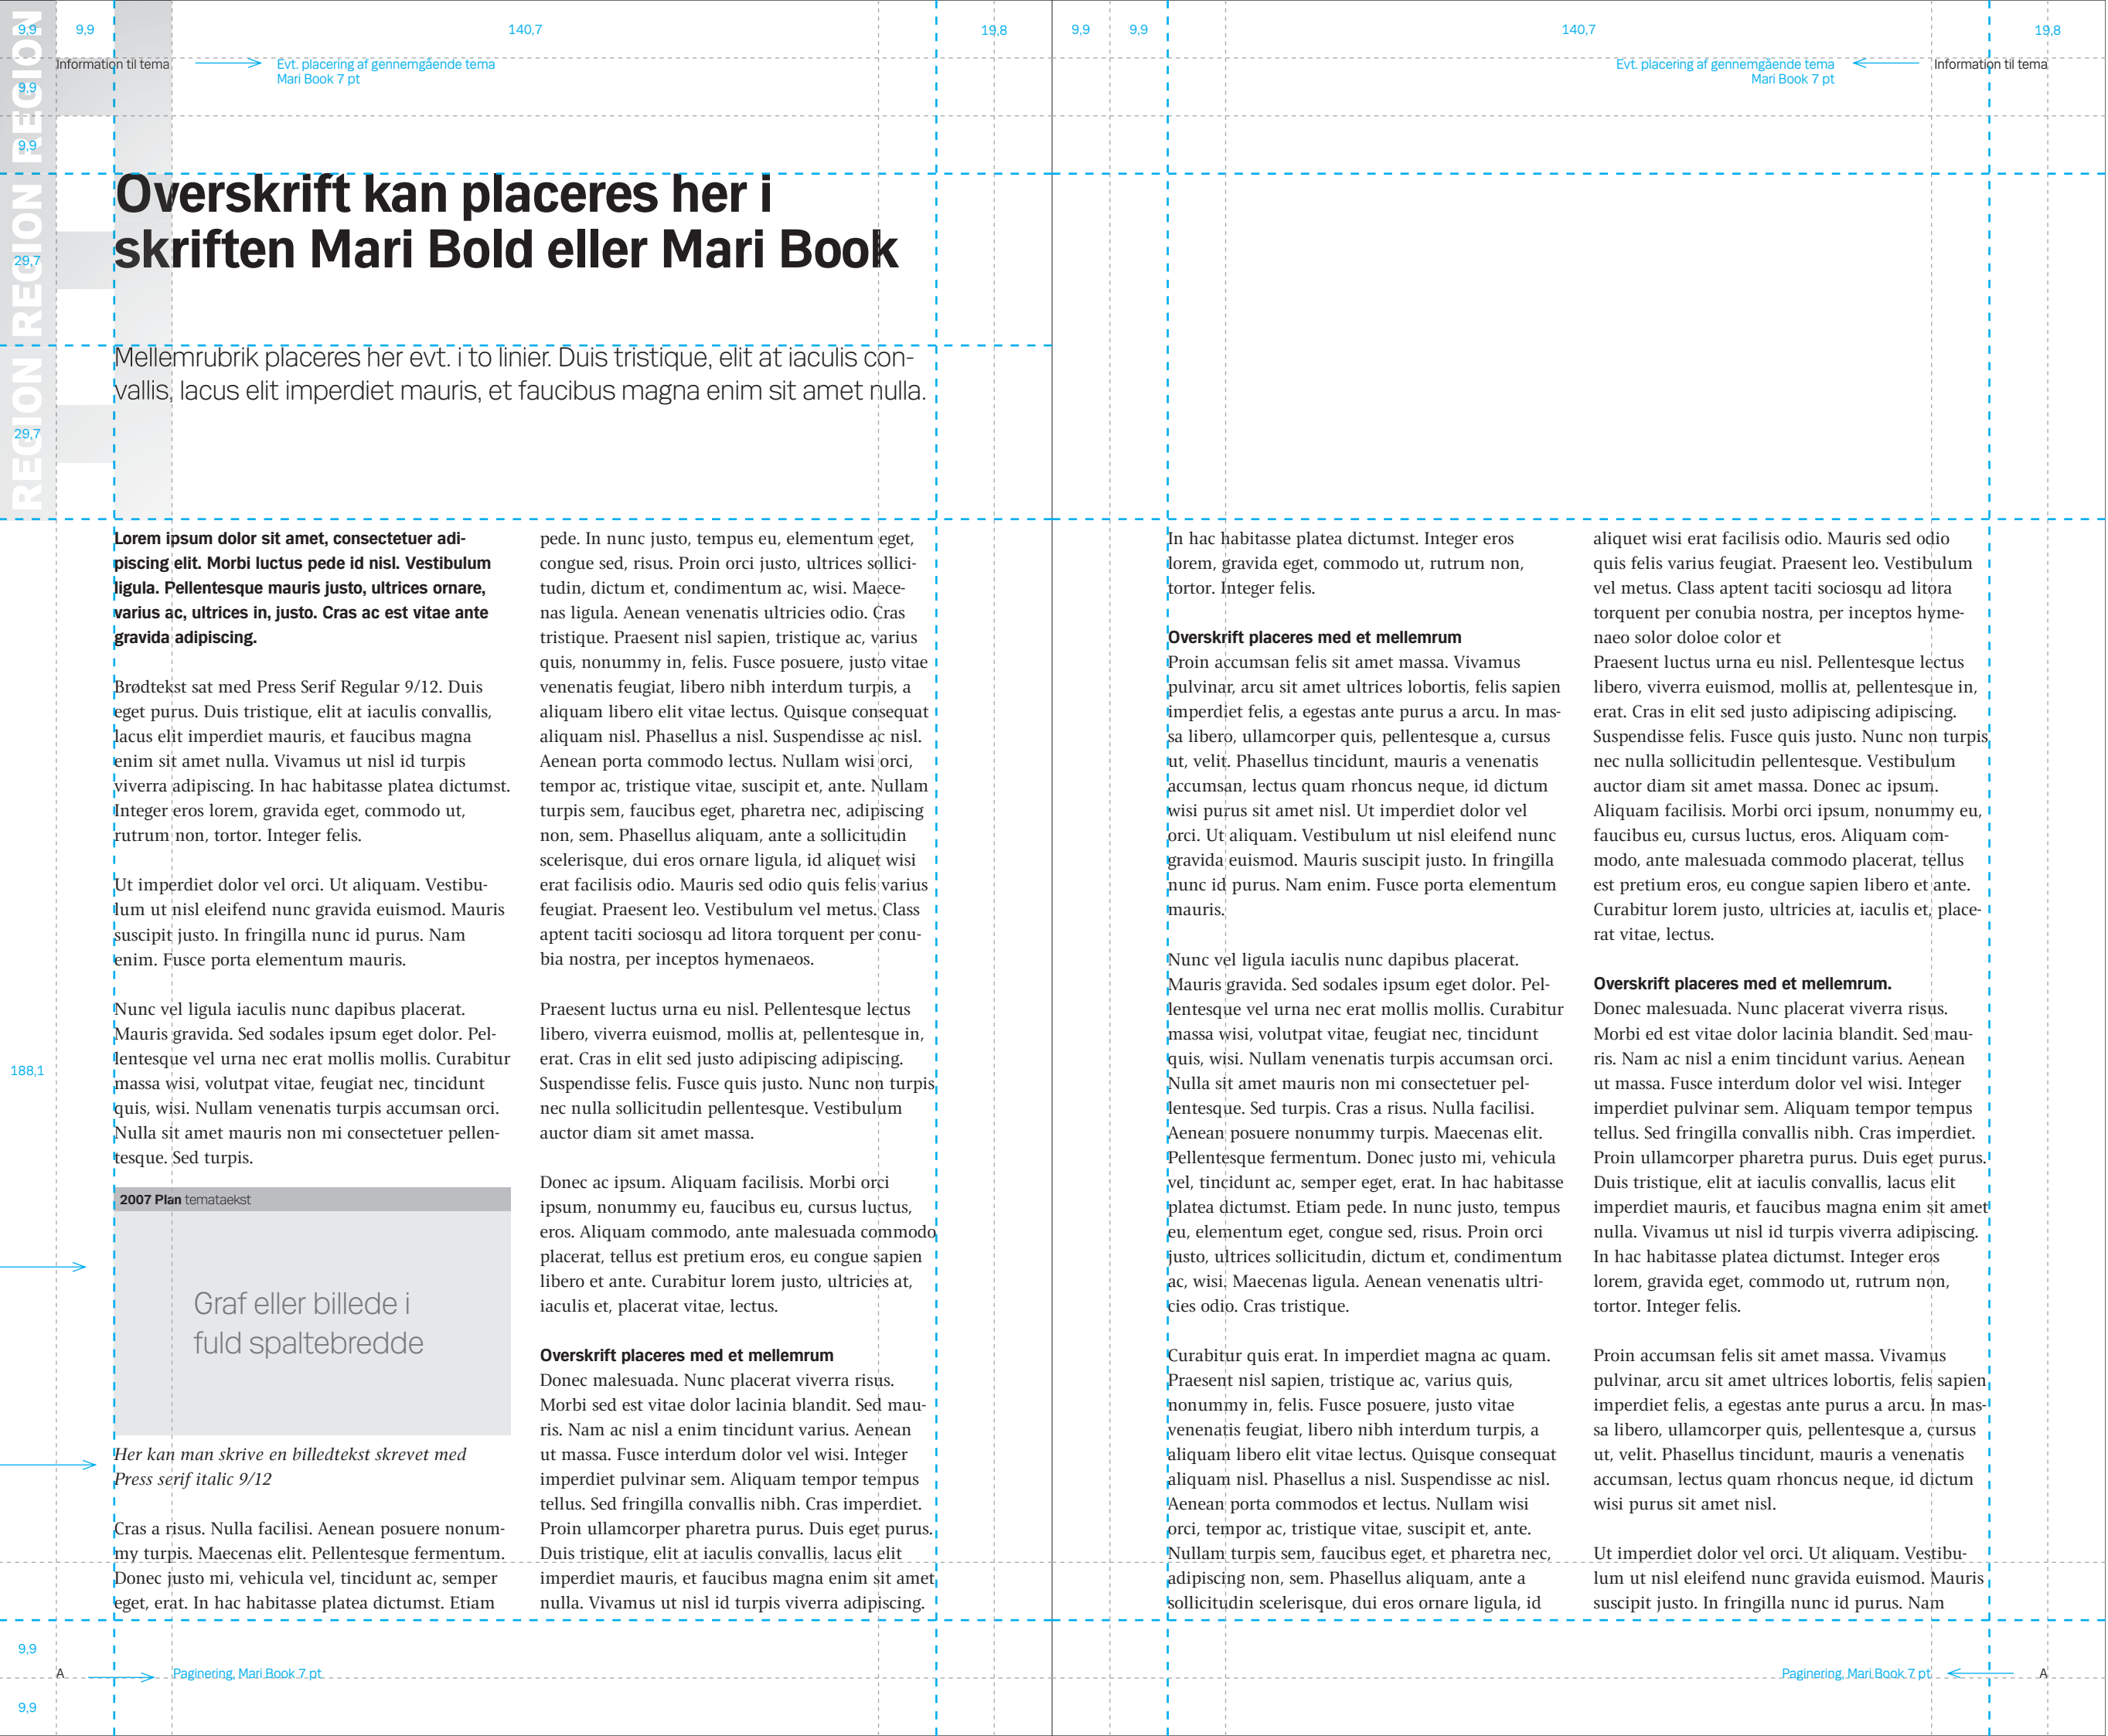 9,9
9,9
140,7
19,8
9,9
9,9
140,7
19,8
Information til tema
Evt. placering af gennemgående tema
Mari Book 7 pt
Evt. placering af gennemgående tema
Mari Book 7 pt
Information til tema
REGION REGION REGION
9,9
9,9
29,7
29,7
188,1
9,9
9,9
Overskrift kan placeres her i
skriften Mari Bold eller Mari Book
Mellemrubrik placeres her evt. i to linier. Duis tristique, elit at iaculis con-
vallis, lacus elit imperdiet mauris, et faucibus magna enim sit amet nulla.
Lorem ipsum dolor sit amet, consectetuer adi-
piscing elit. Morbi luctus pede id nisl. Vestibulum
ligula. Pellentesque mauris justo, ultrices ornare,
varius ac, ultrices in, justo. Cras ac est vitae ante
gravida adipiscing.
Brødtekst sat med Press Serif Regular 9/12. Duis
eget purus. Duis tristique, elit at iaculis convallis,
lacus elit imperdiet mauris, et faucibus magna
enim sit amet nulla. Vivamus ut nisl id turpis
viverra adipiscing. In hac habitasse platea dictumst.
Integer eros lorem, gravida eget, commodo ut,
rutrum non, tortor. Integer felis.
Ut imperdiet dolor vel orci. Ut aliquam. Vestibu-
lum ut nisl eleifend nunc gravida euismod. Mauris
suscipit justo. In fringilla nunc id purus. Nam
enim. Fusce porta elementum mauris.
Nunc vel ligula iaculis nunc dapibus placerat.
Mauris gravida. Sed sodales ipsum eget dolor. Pel-
lentesque vel urna nec erat mollis mollis. Curabitur
massa wisi, volutpat vitae, feugiat nec, tincidunt
quis, wisi. Nullam venenatis turpis accumsan orci.
Nulla sit amet mauris non mi consectetuer pellen-
tesque. Sed turpis.
2007 Plan temataekst
Graf eller billede i
fuld spaltebredde
Her kan man skrive en billedtekst skrevet med
Press serif italic 9/12
Cras a risus. Nulla facilisi. Aenean posuere nonum-
my turpis. Maecenas elit. Pellentesque fermentum.
Donec justo mi, vehicula vel, tincidunt ac, semper
eget, erat. In hac habitasse platea dictumst. Etiam
pede. In nunc justo, tempus eu, elementum eget,
congue sed, risus. Proin orci justo, ultrices sollici-
tudin, dictum et, condimentum ac, wisi. Maece-
nas ligula. Aenean venenatis ultricies odio. Cras
tristique. Praesent nisl sapien, tristique ac, varius
quis, nonummy in, felis. Fusce posuere, justo vitae
venenatis feugiat, libero nibh interdum turpis, a
aliquam libero elit vitae lectus. Quisque consequat
aliquam nisl. Phasellus a nisl. Suspendisse ac nisl.
Aenean porta commodo lectus. Nullam wisi orci,
tempor ac, tristique vitae, suscipit et, ante. Nullam
turpis sem, faucibus eget, pharetra nec, adipiscing
non, sem. Phasellus aliquam, ante a sollicitudin
scelerisque, dui eros ornare ligula, id aliquet wisi
erat facilisis odio. Mauris sed odio quis felis varius
feugiat. Praesent leo. Vestibulum vel metus. Class
aptent taciti sociosqu ad litora torquent per conu-
bia nostra, per inceptos hymenaeos.
Praesent luctus urna eu nisl. Pellentesque lectus
libero, viverra euismod, mollis at, pellentesque in,
erat. Cras in elit sed justo adipiscing adipiscing.
Suspendisse felis. Fusce quis justo. Nunc non turpis
nec nulla sollicitudin pellentesque. Vestibulum
auctor diam sit amet massa.
Donec ac ipsum. Aliquam facilisis. Morbi orci
ipsum, nonummy eu, faucibus eu, cursus luctus,
eros. Aliquam commodo, ante malesuada commodo
placerat, tellus est pretium eros, eu congue sapien
libero et ante. Curabitur lorem justo, ultricies at,
iaculis et, placerat vitae, lectus.
Overskrift placeres med et mellemrum
Donec malesuada. Nunc placerat viverra risus.
Morbi sed est vitae dolor lacinia blandit. Sed mau-
ris. Nam ac nisl a enim tincidunt varius. Aenean
ut massa. Fusce interdum dolor vel wisi. Integer
imperdiet pulvinar sem. Aliquam tempor tempus
tellus. Sed fringilla convallis nibh. Cras imperdiet.
Proin ullamcorper pharetra purus. Duis eget purus.
Duis tristique, elit at iaculis convallis, lacus elit
imperdiet mauris, et faucibus magna enim sit amet
nulla. Vivamus ut nisl id turpis viverra adipiscing.
In hac habitasse platea dictumst. Integer eros
lorem, gravida eget, commodo ut, rutrum non,
tortor. Integer felis.
Overskrift placeres med et mellemrum
Proin accumsan felis sit amet massa. Vivamus
pulvinar, arcu sit amet ultrices lobortis, felis sapien
imperdiet felis, a egestas ante purus a arcu. In mas-
sa libero, ullamcorper quis, pellentesque a, cursus
ut, velit. Phasellus tincidunt, mauris a venenatis
accumsan, lectus quam rhoncus neque, id dictum
wisi purus sit amet nisl. Ut imperdiet dolor vel
orci. Ut aliquam. Vestibulum ut nisl eleifend nunc
gravida euismod. Mauris suscipit justo. In fringilla
nunc id purus. Nam enim. Fusce porta elementum
mauris.
Nunc vel ligula iaculis nunc dapibus placerat.
Mauris gravida. Sed sodales ipsum eget dolor. Pel-
lentesque vel urna nec erat mollis mollis. Curabitur
massa wisi, volutpat vitae, feugiat nec, tincidunt
quis, wisi. Nullam venenatis turpis accumsan orci.
Nulla sit amet mauris non mi consectetuer pel-
lentesque. Sed turpis. Cras a risus. Nulla facilisi.
Aenean posuere nonummy turpis. Maecenas elit.
Pellentesque fermentum. Donec justo mi, vehicula
vel, tincidunt ac, semper eget, erat. In hac habitasse
platea dictumst. Etiam pede. In nunc justo, tempus
eu, elementum eget, congue sed, risus. Proin orci
justo, ultrices sollicitudin, dictum et, condimentum
ac, wisi. Maecenas ligula. Aenean venenatis ultri-
cies odio. Cras tristique.
Curabitur quis erat. In imperdiet magna ac quam.
Praesent nisl sapien, tristique ac, varius quis,
nonummy in, felis. Fusce posuere, justo vitae
venenatis feugiat, libero nibh interdum turpis, a
aliquam libero elit vitae lectus. Quisque consequat
aliquam nisl. Phasellus a nisl. Suspendisse ac nisl.
Aenean porta commodos et lectus. Nullam wisi
orci, tempor ac, tristique vitae, suscipit et, ante.
Nullam turpis sem, faucibus eget, et pharetra nec,
adipiscing non, sem. Phasellus aliquam, ante a
sollicitudin scelerisque, dui eros ornare ligula, id
aliquet wisi erat facilisis odio. Mauris sed odio
quis felis varius feugiat. Praesent leo. Vestibulum
vel metus. Class aptent taciti sociosqu ad litora
torquent per conubia nostra, per inceptos hyme-
naeo solor doloe color et
Praesent luctus urna eu nisl. Pellentesque lectus
libero, viverra euismod, mollis at, pellentesque in,
erat. Cras in elit sed justo adipiscing adipiscing.
Suspendisse felis. Fusce quis justo. Nunc non turpis
nec nulla sollicitudin pellentesque. Vestibulum
auctor diam sit amet massa. Donec ac ipsum.
Aliquam facilisis. Morbi orci ipsum, nonummy eu,
faucibus eu, cursus luctus, eros. Aliquam com-
modo, ante malesuada commodo placerat, tellus
est pretium eros, eu congue sapien libero et ante.
Curabitur lorem justo, ultricies at, iaculis et, place-
rat vitae, lectus.
Overskrift placeres med et mellemrum.
Donec malesuada. Nunc placerat viverra risus.
Morbi ed est vitae dolor lacinia blandit. Sed mau-
ris. Nam ac nisl a enim tincidunt varius. Aenean
ut massa. Fusce interdum dolor vel wisi. Integer
imperdiet pulvinar sem. Aliquam tempor tempus
tellus. Sed fringilla convallis nibh. Cras imperdiet.
Proin ullamcorper pharetra purus. Duis eget purus.
Duis tristique, elit at iaculis convallis, lacus elit
imperdiet mauris, et faucibus magna enim sit amet
nulla. Vivamus ut nisl id turpis viverra adipiscing.
In hac habitasse platea dictumst. Integer eros
lorem, gravida eget, commodo ut, rutrum non,
tortor. Integer felis.
Proin accumsan felis sit amet massa. Vivamus
pulvinar, arcu sit amet ultrices lobortis, felis sapien
imperdiet felis, a egestas ante purus a arcu. In mas-
sa libero, ullamcorper quis, pellentesque a, cursus
ut, velit. Phasellus tincidunt, mauris a venenatis
accumsan, lectus quam rhoncus neque, id dictum
wisi purus sit amet nisl.
Ut imperdiet dolor vel orci. Ut aliquam. Vestibu-
lum ut nisl eleifend nunc gravida euismod. Mauris
suscipit justo. In fringilla nunc id purus. Nam
A
Paginering, Mari Book 7 pt
Paginering, Mari Book 7 pt
A